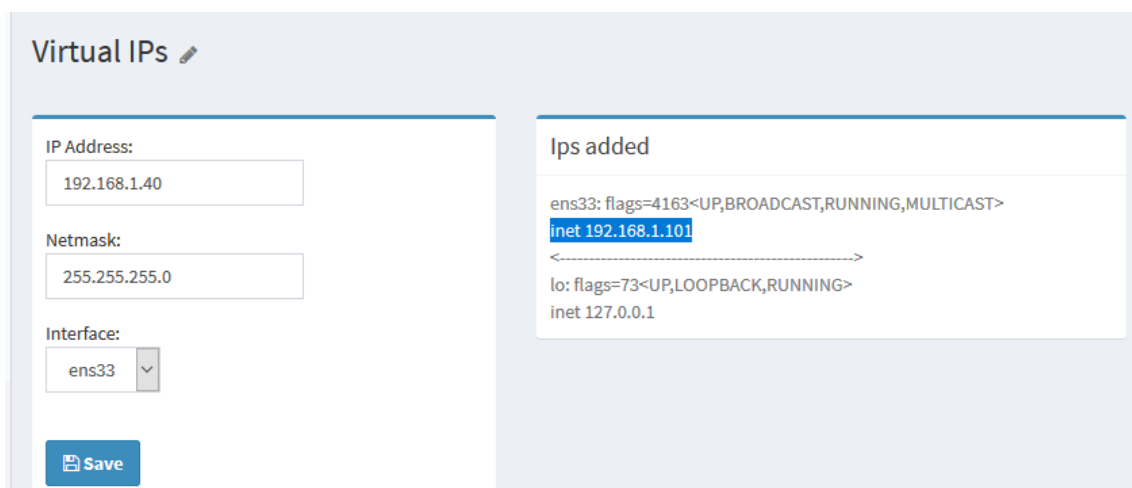 Virtual IPs
IP Address:
192.168.1.40
Netmask:
255.255.255.0
Interface:
ens33
Save
Ips added
ens33: flags=4163<UP,BROADCAST,RUNNING,MULTICAST>
inet 192.168.1.101
<-------------------------------------------------->
lo: flags=73<UP,LOOPBACK,RUNNING>
inet 127.0.0.1